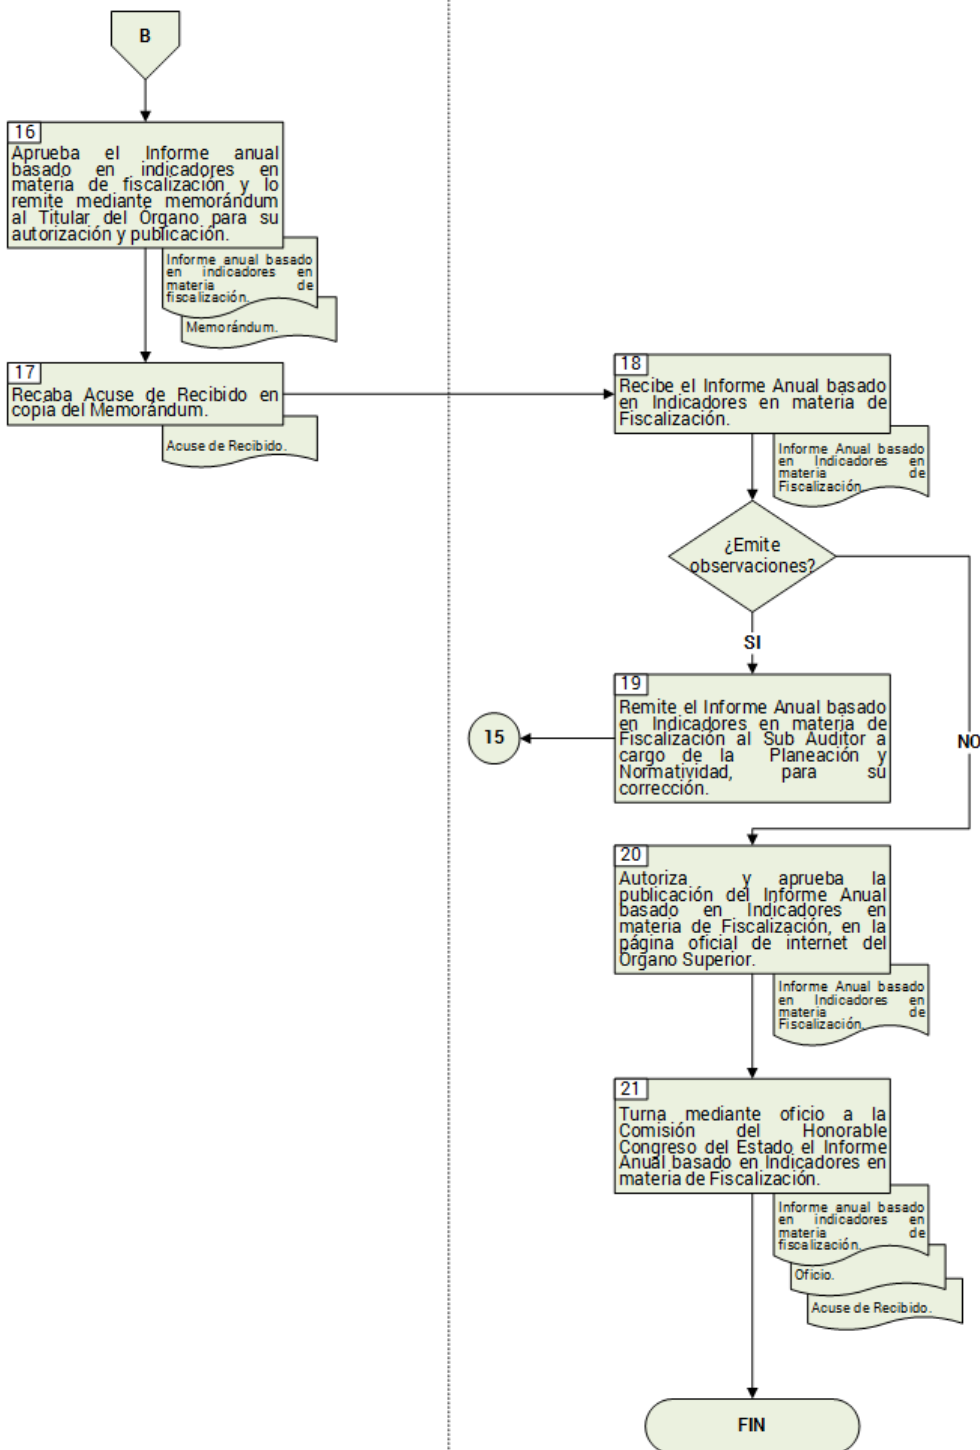 B
16
Aprueba el Informe anual
basado en indicadores en
materia de fiscalización y lo
remite mediante memorándum
al Titular del Órgano para su
autorización y publicación.
Informe anual basado
en indicadores en
materia de
fiscalización.
Memorándum.
17
Recaba Acuse de Recibido en
copia del Memorándum.
Acuse de Recibido.
18
Recibe el Informe Anual basado
en Indicadores en materia de
Fiscalización.
Informe Anual basado
en Indicadores en
materia de
Fiscalización.
¿Emite
observaciones?
SI
NO
19
Remite el Informe Anual basado
en Indicadores en materia de
Fiscalización al Sub Auditor a
cargo de la Planeación y
Normatividad, para su
corrección.
15
20
Autoriza y aprueba la
publicación del Informe Anual
basado en Indicadores en
materia de Fiscalización, en la
página oficial de internet del
Órgano Superior.
Informe Anual basado
en Indicadores en
materia de
Fiscalización.
21
Turna mediante oficio a la
Comisión del Honorable
Congreso del Estado el Informe
Anual basado en Indicadores en
materia de Fiscalización.
Informe anual basado
en indicadores en
materia de
fiscalización.
Oficio.
Acuse de Recibido.
FIN